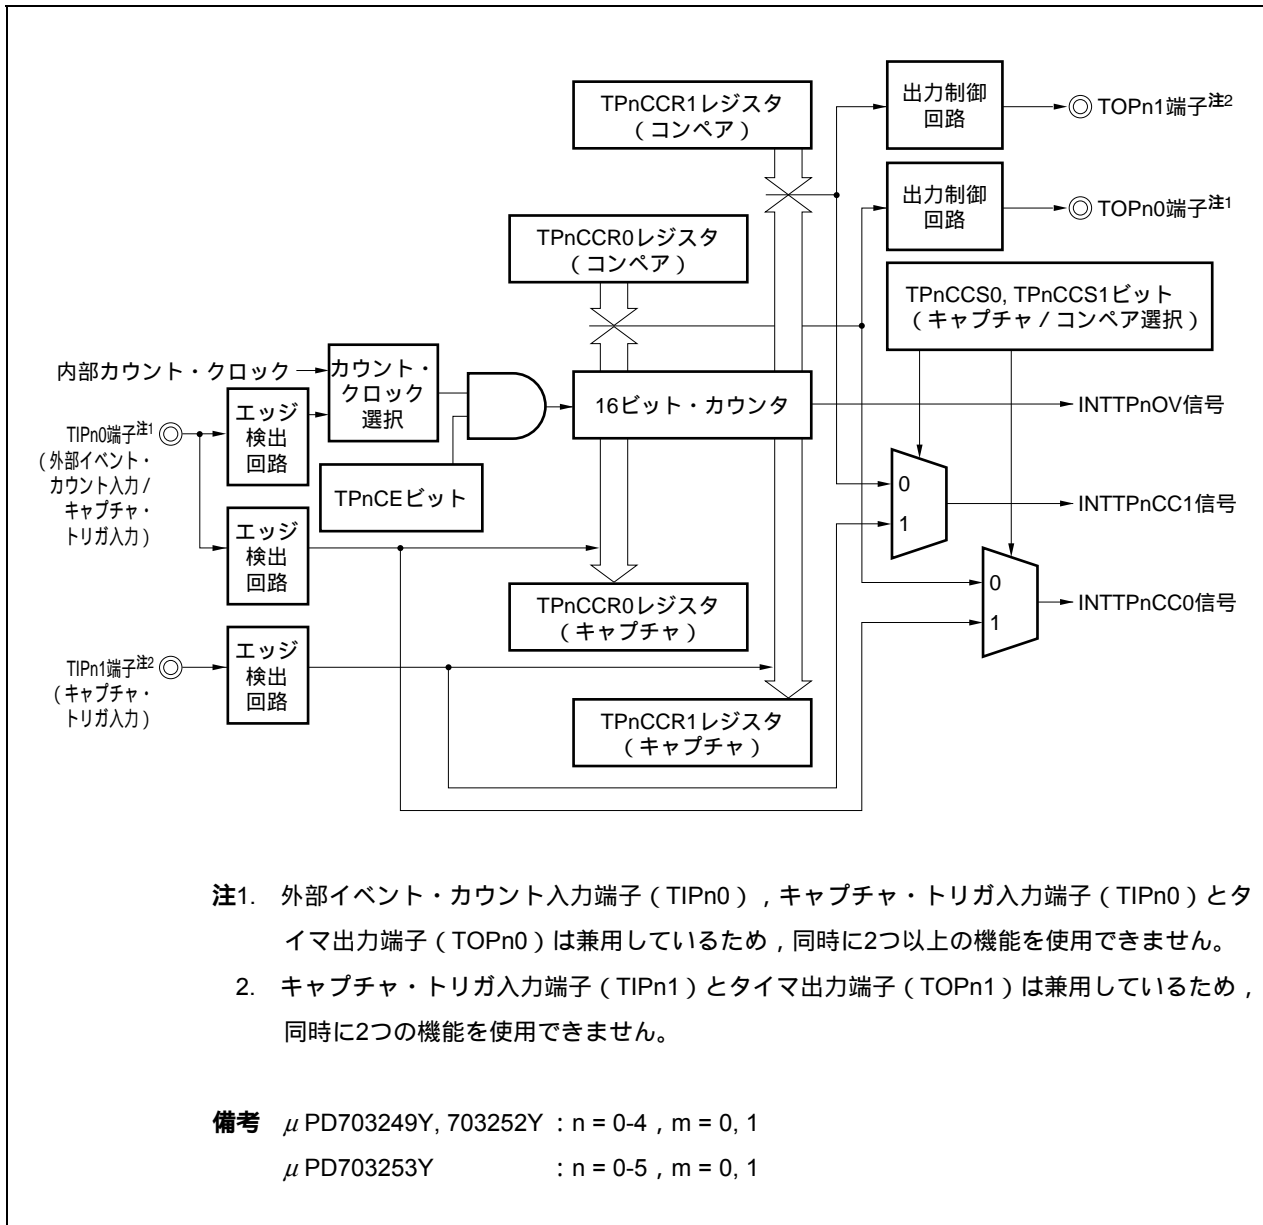 TPnCCR1レジスタ
（コンペア）
出力制御
回路
TOPn1端子注2
出力制御
回路
TOPn0端子注1
TPnCCR0レジスタ
（コンペア）
TPnCCS0, TPnCCS1ビット
（キャプチャ / コンペア選択）
内部カウント・クロック
カウント・
クロック
選択
16ビット・カウンタ
INTTPnOV信号
TIPn0端子注1
（外部イベント・
カウント入力 /
キャプチャ・
トリガ入力）
エッジ
検出
回路
TPnCEビット
0
1
INTTPnCC1信号
エッジ
検出
回路
TPnCCR0レジスタ
（キャプチャ）
0
1
INTTPnCC0信号
TIPn1端子注2
（キャプチャ・
トリガ入力）
エッジ
検出
回路
TPnCCR1レジスタ
（キャプチャ）
注1. 外部イベント・カウント入力端子（TIPn0），キャプチャ・トリガ入力端子（TIPn0）とタ
イマ出力端子（TOPn0）は兼用しているため，同時に2つ以上の機能を使用できません。
2. キャプチャ・トリガ入力端子（TIPn1）とタイマ出力端子（TOPn1）は兼用しているため，
同時に2つの機能を使用できません。
備考 μ PD703249Y, 703252Y : n = 0-4 , m = 0, 1
μ PD703253Y : n = 0-5 , m = 0, 1